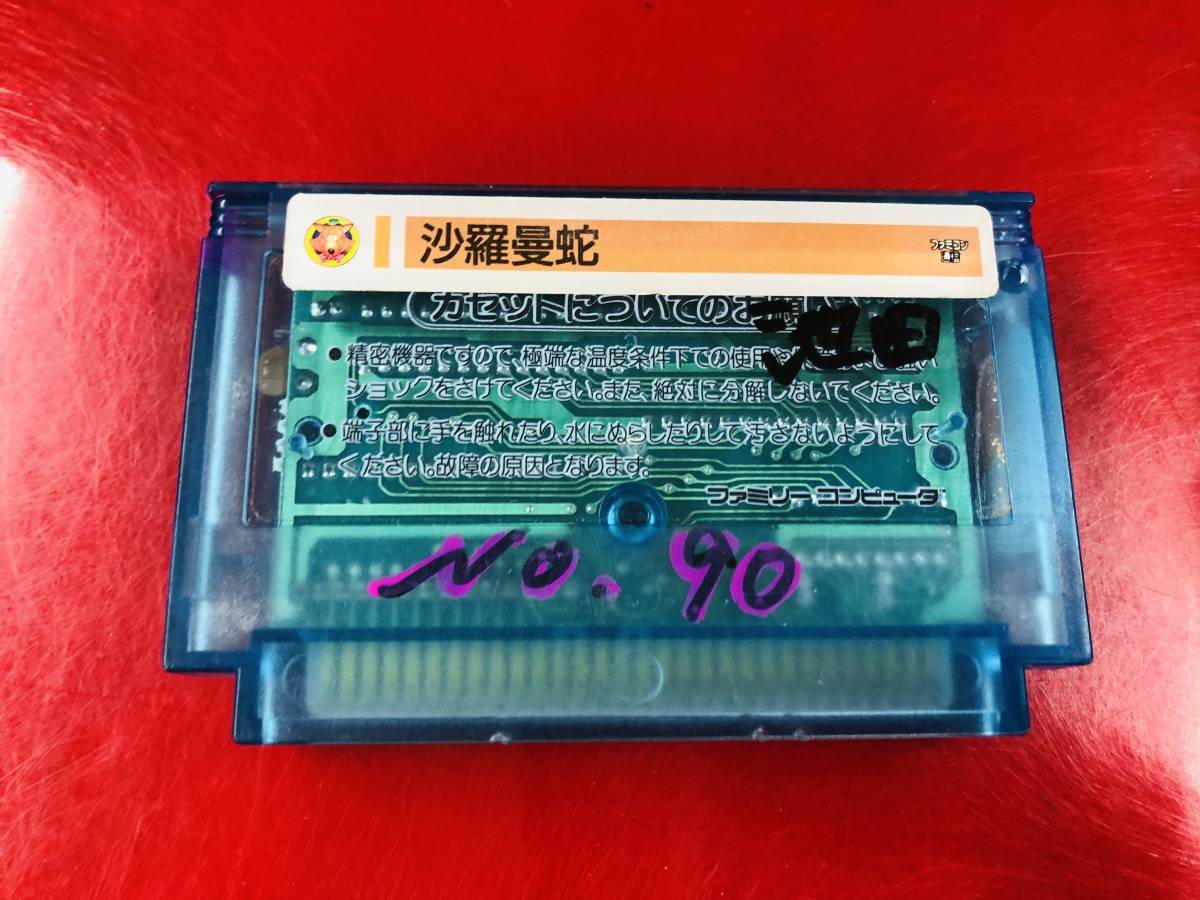 沙羅曼蛇
ファミコン
カセットについてのお願い
池田
●精密機器ですので、極端な温度条件下での使用や
ショックをさけてください。また、絶対に分解しないでください。
●端子部に手を触れたり、水にぬらしたりして汚さないようにして
ください。故障の原因となります。
ファミリーコンピュータ
No. 90